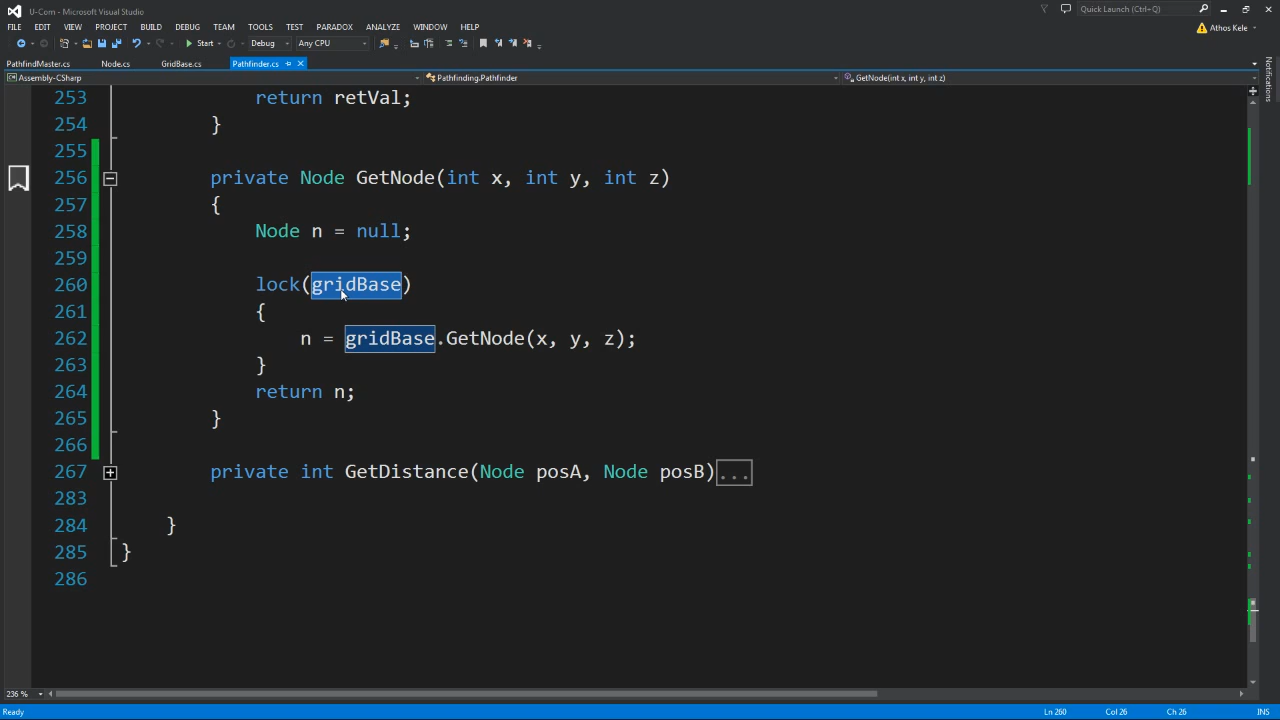 U-Com - Microsoft Visual Studio
Quick Launch (Ctrl+Q)
FILE EDIT VIEW PROJECT BUILD DEBUG TEAM TOOLS TEST PARADOX ANALYZE WINDOW HELP
Athos Kele
Start Debug Any CPU
PathfindMaster.cs Node.cs GridBase.cs Pathfinder.cs
Notifications
Assembly-CSharp Pathfinding.Pathfinder GetNode(int x, int y, int z)
253 return retVal;
254 }
255
256 private Node GetNode(int x, int y, int z)
257 {
258 Node n = null;
259
260 lock(gridBase)
261 {
262 n = gridBase.GetNode(x, y, z);
263 }
264 return n;
265 }
266
267 private int GetDistance(Node posA, Node posB)...
283
284 }
285 }
286
236 %
Ready Ln 260 Col 26 Ch 26 INS